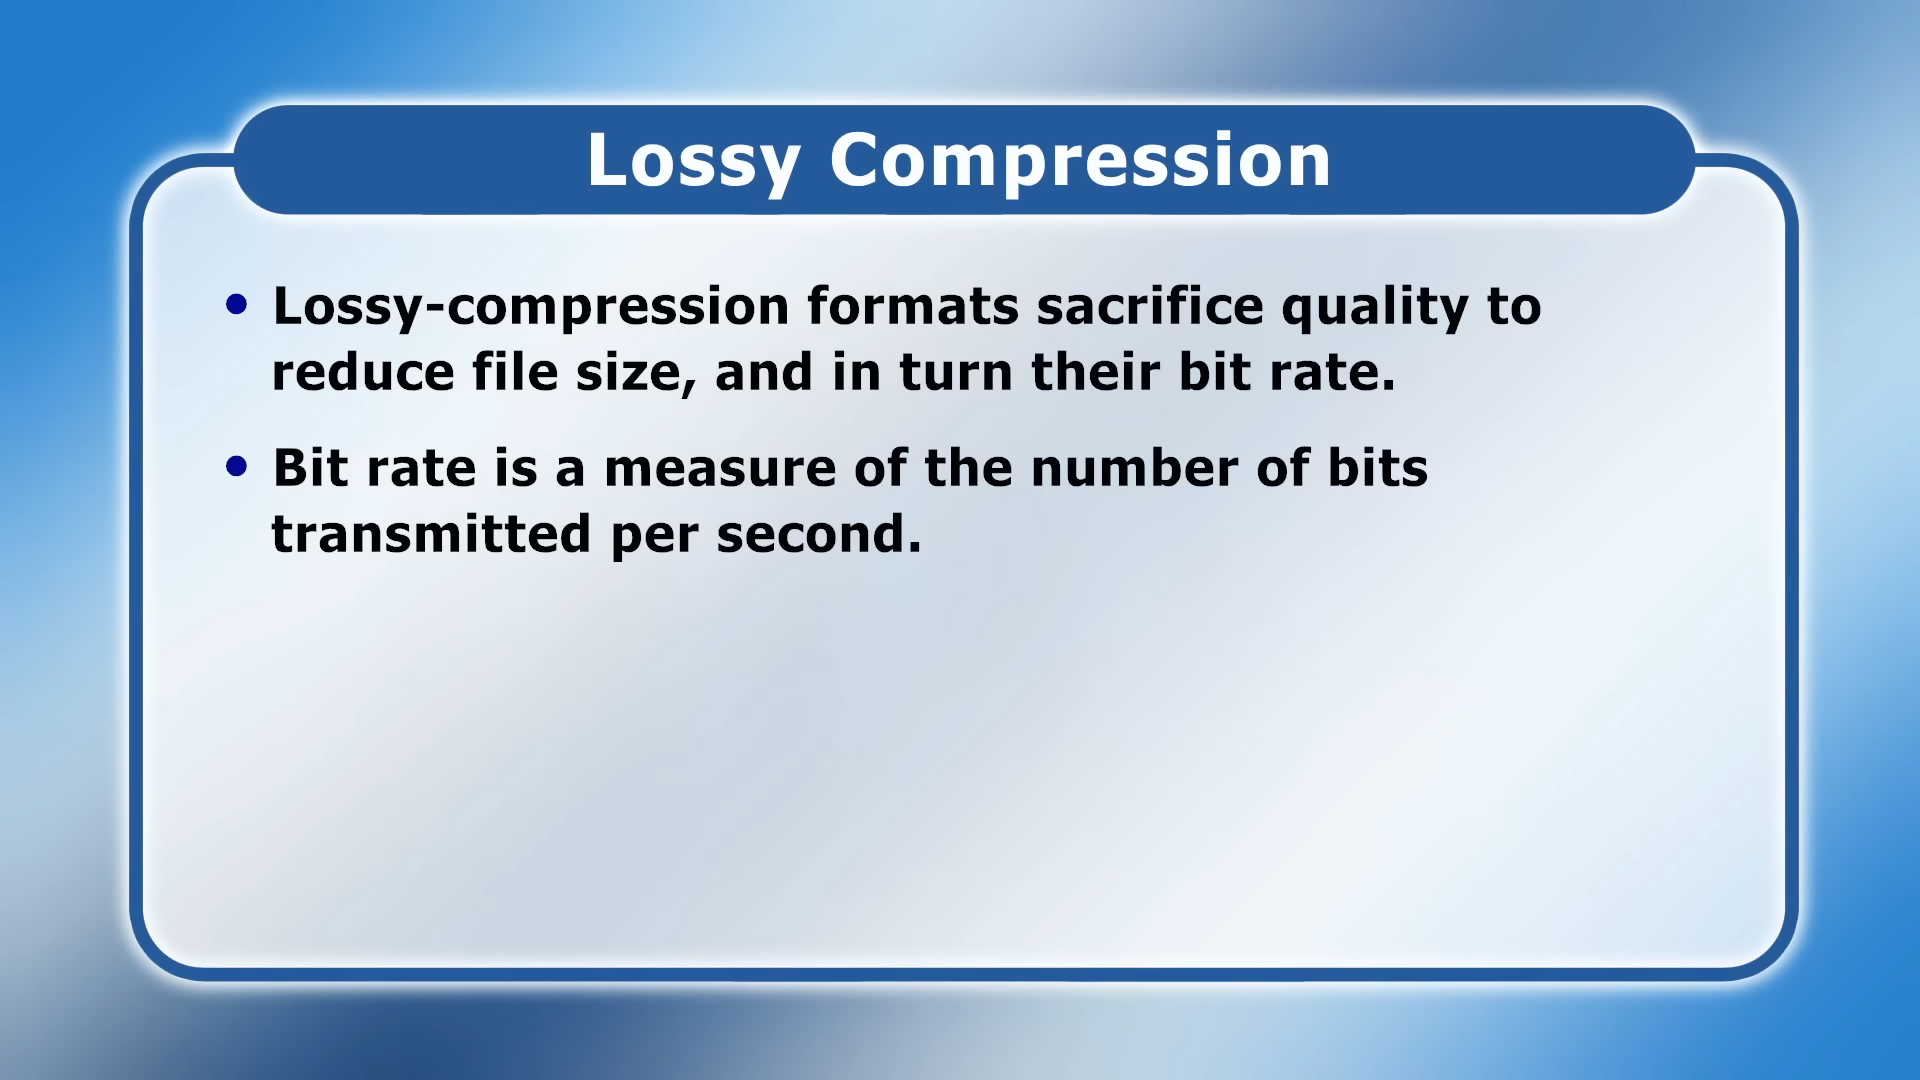 Lossy Compression
• Lossy-compression formats sacrifice quality to
reduce file size, and in turn their bit rate.
• Bit rate is a measure of the number of bits
transmitted per second.